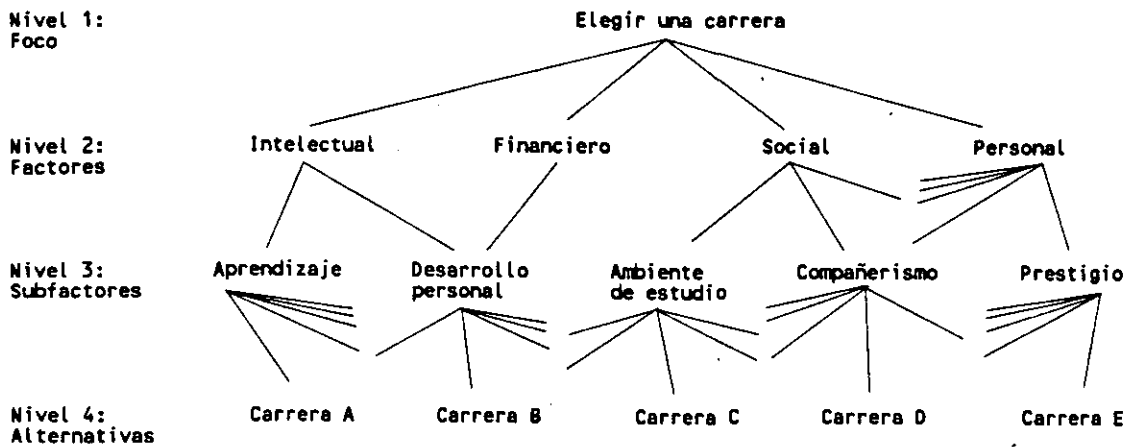 Nivel 1: Elegir una carrera
Foco
Nivel 2: Intelectual Financiero Social Personal
Factores
Nivel 3: Aprendizaje Desarrollo Ambiente Compañerismo Prestigio
Subfactores personal de estudio
Nivel 4: Carrera A Carrera B Carrera C Carrera D Carrera E
Alternativas